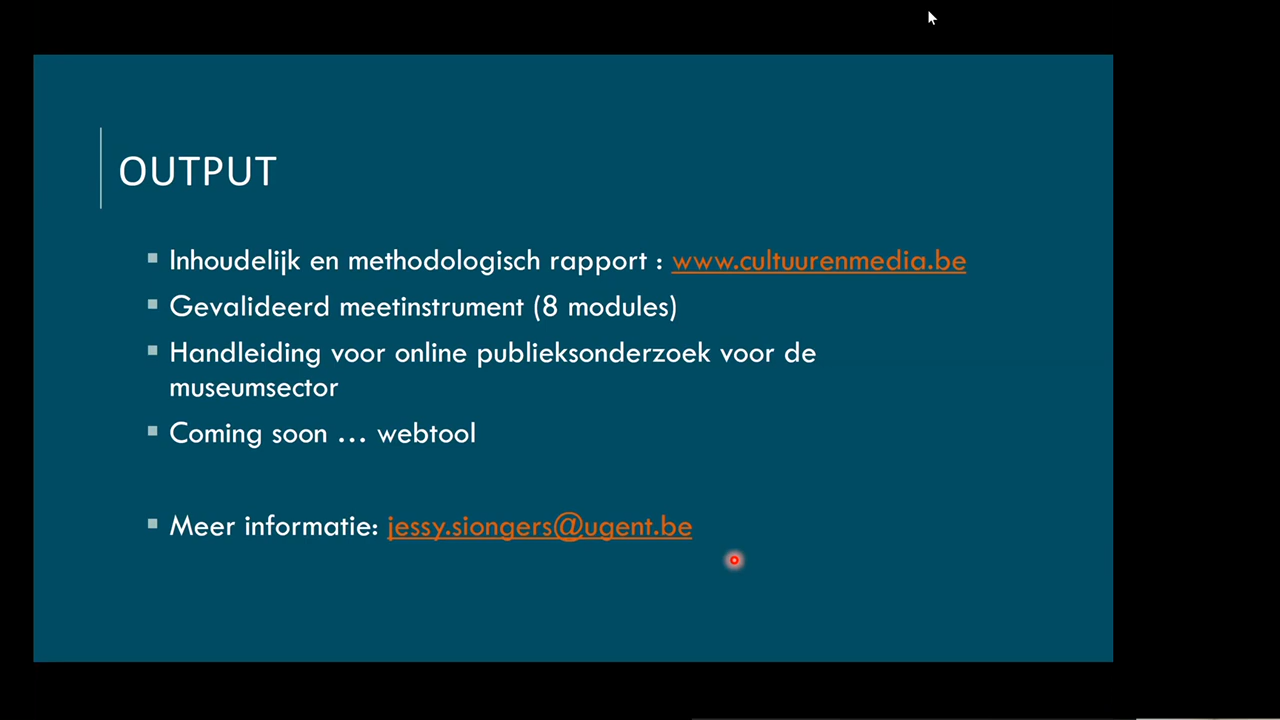 OUTPUT
Inhoudelijk en methodologisch rapport : www.cultuurenmedia.be
Gevalideerd meetinstrument (8 modules)
Handleiding voor online publieksonderzoek voor de
museumsector
Coming soon … webtool
Meer informatie: jessy.siongers@ugent.be